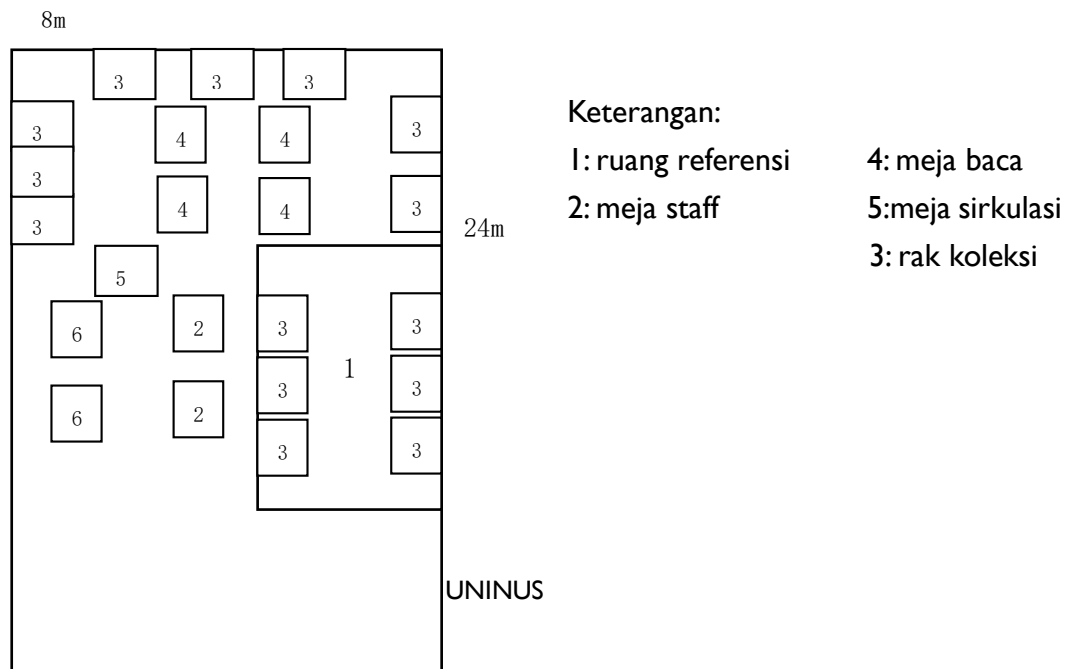 8m
3 3 3
3 4 4 3
3
3 4 4 3
24m
5
6 2 3 3
1
3 3
6 2
3 3
Keterangan:
1: ruang referensi 4: meja baca
2: meja staff 5:meja sirkulasi
3: rak koleksi
UNINUS